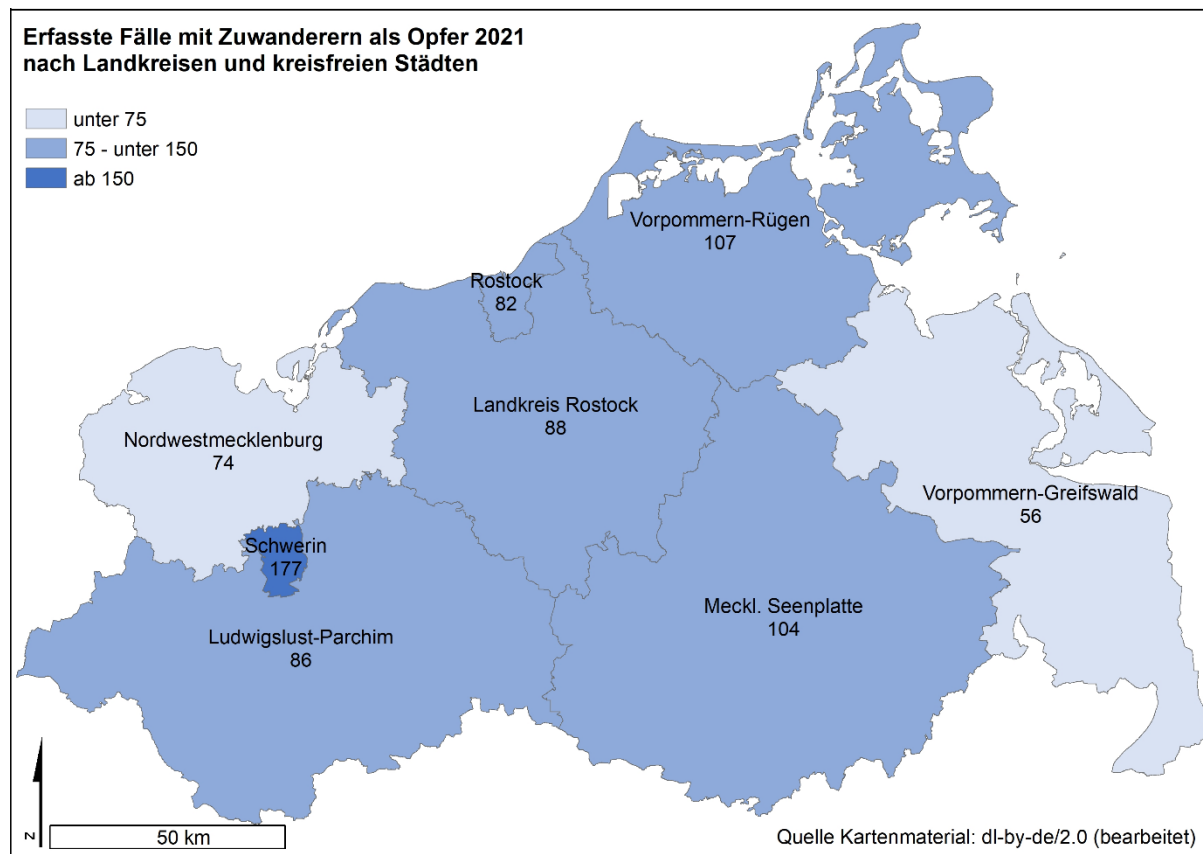 Erfasste Fälle mit Zuwanderern als Opfer 2021
nach Landkreisen und kreisfreien Städten
unter 75
75 - unter 150
ab 150
Vorpommern-Rügen
107
Rostock
82
Landkreis Rostock
88
Nordwestmecklenburg
74
Vorpommern-Greifswald
56
Schwerin
177
Meckl. Seenplatte
104
Ludwigslust-Parchim
86
N
50 km
Quelle Kartenmaterial: dl-by-de/2.0 (bearbeitet)